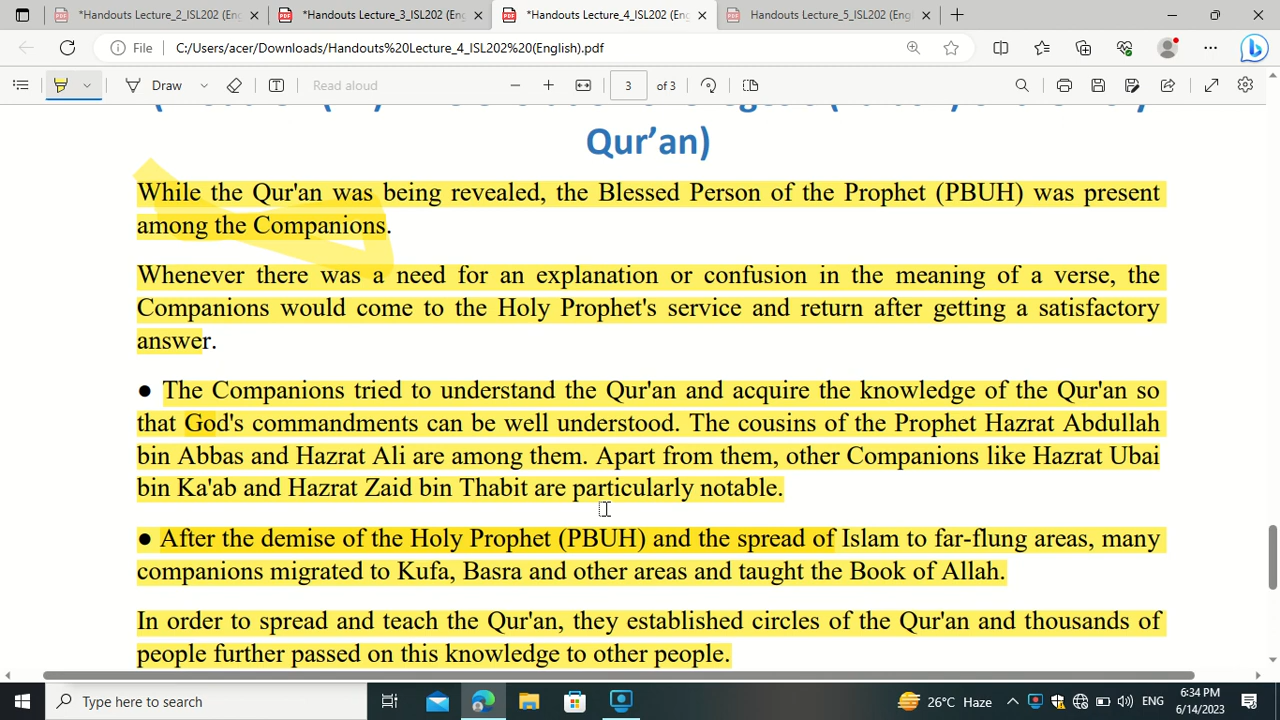 *Handouts Lecture_2_ISL202 (En
*Handouts Lecture_3_ISL202 (En
*Handouts Lecture_4_ISL202 (En
Handouts Lecture_5_ISL202 (Engl
File C:/Users/acer/Downloads/Handouts%20Lecture_4_ISL202%20(English).pdf
Draw Read aloud 3 of 3
Qur’an)
While the Qur'an was being revealed, the Blessed Person of the Prophet (PBUH) was present
among the Companions.
Whenever there was a need for an explanation or confusion in the meaning of a verse, the
Companions would come to the Holy Prophet's service and return after getting a satisfactory
answer.
● The Companions tried to understand the Qur'an and acquire the knowledge of the Qur'an so
that God's commandments can be well understood. The cousins of the Prophet Hazrat Abdullah
bin Abbas and Hazrat Ali are among them. Apart from them, other Companions like Hazrat Ubai
bin Ka'ab and Hazrat Zaid bin Thabit are particularly notable.
● After the demise of the Holy Prophet (PBUH) and the spread of Islam to far-flung areas, many
companions migrated to Kufa, Basra and other areas and taught the Book of Allah.
In order to spread and teach the Qur'an, they established circles of the Qur'an and thousands of
people further passed on this knowledge to other people.
Type here to search 26°C Haze ENG 6:34 PM
6/14/2023